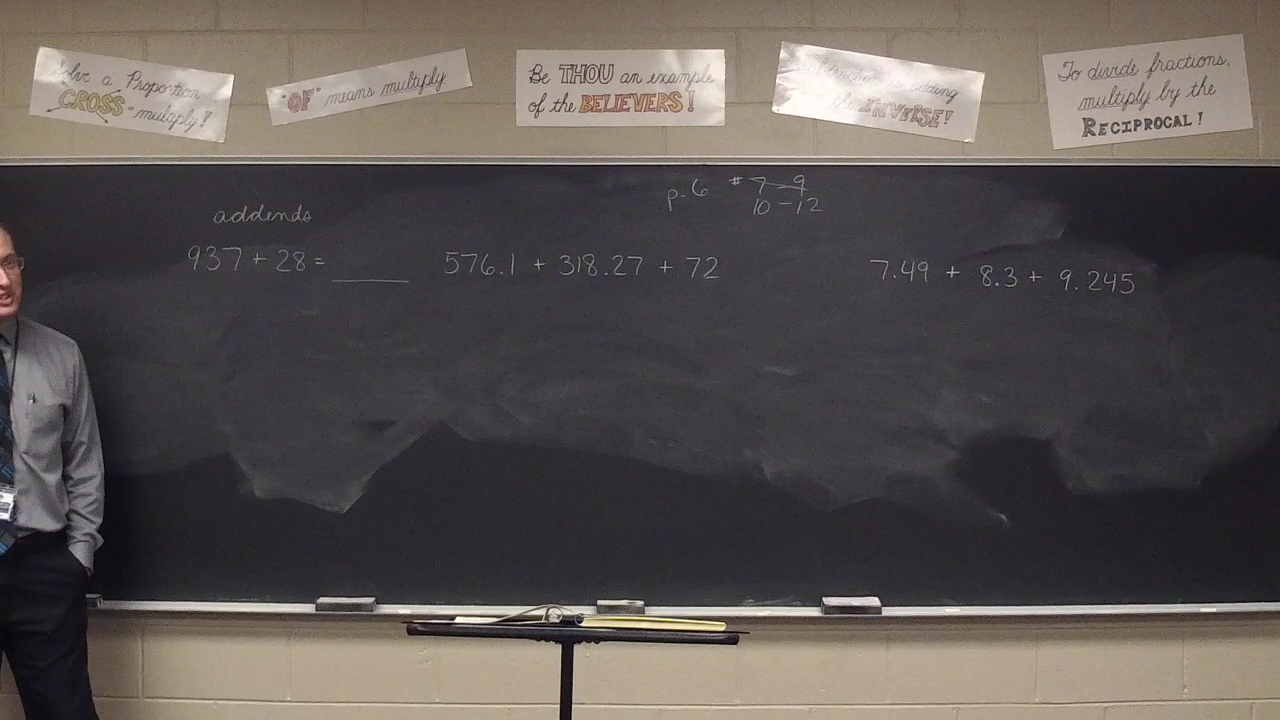 Solve a Proportion
"CROSS" multiply!
"OF" means multiply
Be THOU an example
of the BELIEVERS!
adding
the INVERSE!
To divide fractions,
multiply by the
RECIPROCAL!
p. 6 # 7-9
10-12
addends
937 + 28 =
576.1 + 318.27 + 72
7.49 + 8.3 + 9.245